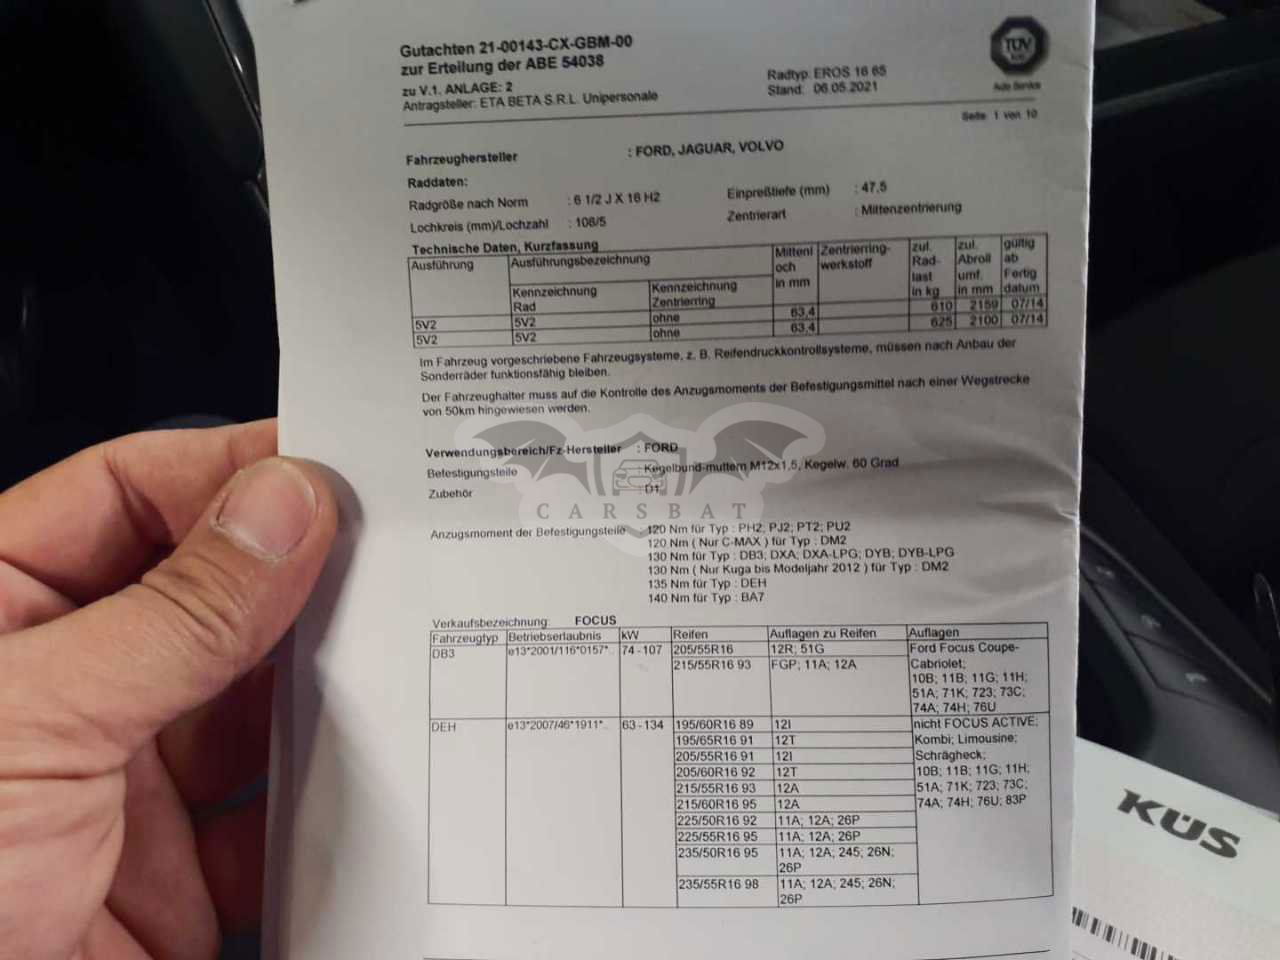 Gutachten 21-00143-CX-GBM-00
zur Erteilung der ABE 54038
zu V.1. ANLAGE: 2
Antragsteller: ETA BETA S.R.L. Unipersonale
Radtyp: EROS 16 65
Stand: 06.05.2021
TÜV
Auto Service
Seite: 1 von 10
Fahrzeughersteller : FORD, JAGUAR, VOLVO
Raddaten:
Radgröße nach Norm : 6 1/2 J X 16 H2 Einpreßtiefe (mm) : 47,5
Lochkreis (mm)/Lochzahl : 108/5 Zentrierart : Mittenzentrierung
Technische Daten, Kurzfassung
Ausführung Ausführungsbezeichnung Mittenl och in mm Zentrierring-werkstoff zul. Rad-last in kg zul. Abroll umf. in mm gültig ab Fertig datum
Kennzeichnung Rad Kennzeichnung Zentrierring
5V2 5V2 ohne 63,4 610 2159 07/14
5V2 5V2 ohne 63,4 625 2100 07/14
Im Fahrzeug vorgeschriebene Fahrzeugsysteme, z. B. Reifendruckkontrollsysteme, müssen nach Anbau der
Sonderräder funktionsfähig bleiben.
Der Fahrzeughalter muss auf die Kontrolle des Anzugsmoments der Befestigungsmittel nach einer Wegstrecke
von 50km hingewiesen werden.
Verwendungsbereich/Fz-Hersteller : FORD
Befestigungsteile : Kegelbund-muttern M12x1,5, Kegelw. 60 Grad
Zubehör : D1
CARSBAT
Anzugsmoment der Befestigungsteile : 120 Nm für Typ : PH2; PJ2; PT2; PU2
120 Nm ( Nur C-MAX ) für Typ : DM2
130 Nm für Typ : DB3; DXA; DXA-LPG; DYB; DYB-LPG
130 Nm ( Nur Kuga bis Modeljahr 2012 ) für Typ : DM2
135 Nm für Typ : DEH
140 Nm für Typ : BA7
Verkaufsbezeichnung: FOCUS
Fahrzeugtyp Betriebserlaubnis kW Reifen Auflagen zu Reifen Auflagen
DB3 e13*2001/116*0157*.. 74 - 107 205/55R16 12R; 51G Ford Focus Coupe-
215/55R16 93 FGP; 11A; 12A Cabriolet;
10B; 11B; 11G; 11H;
51A; 71K; 723; 73C;
74A; 74H; 76U
DEH e13*2007/46*1911*.. 63 - 134 195/60R16 89 12I nicht FOCUS ACTIVE;
195/65R16 91 12T Kombi; Limousine;
205/55R16 91 12I Schrägheck;
205/60R16 92 12T 10B; 11B; 11G; 11H;
215/55R16 93 12A 51A; 71K; 723; 73C;
215/60R16 95 12A 74A; 74H; 76U; 83P
225/50R16 92 11A; 12A; 26P
225/55R16 95 11A; 12A; 26P
235/50R16 95 11A; 12A; 245; 26N;
26P
235/55R16 98 11A; 12A; 245; 26N;
26P
KÜS